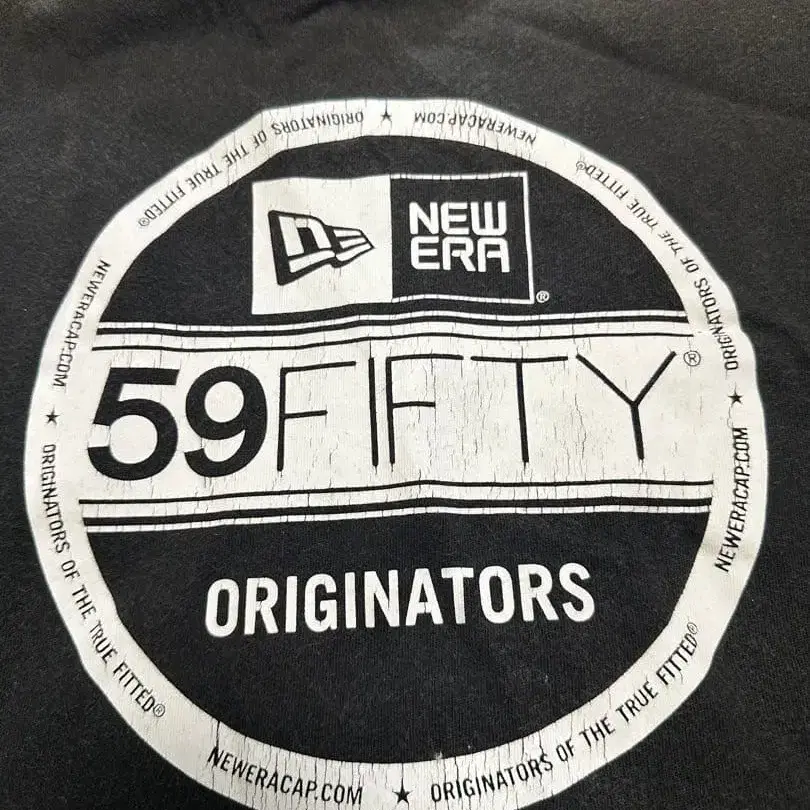 NEW
ERA
®
59FIFTY®
ORIGINATORS
NEWERACAP.COM ★ ORIGINATORS OF THE TRUE FITTED®
NEWERACAP.COM ★ ORIGINATORS OF THE TRUE FITTED®
NEWERACAP.COM ★ ORIGINATORS OF THE TRUE FITTED®
NEWERACAP.COM ★ ORIGINATORS OF THE TRUE FITTED®